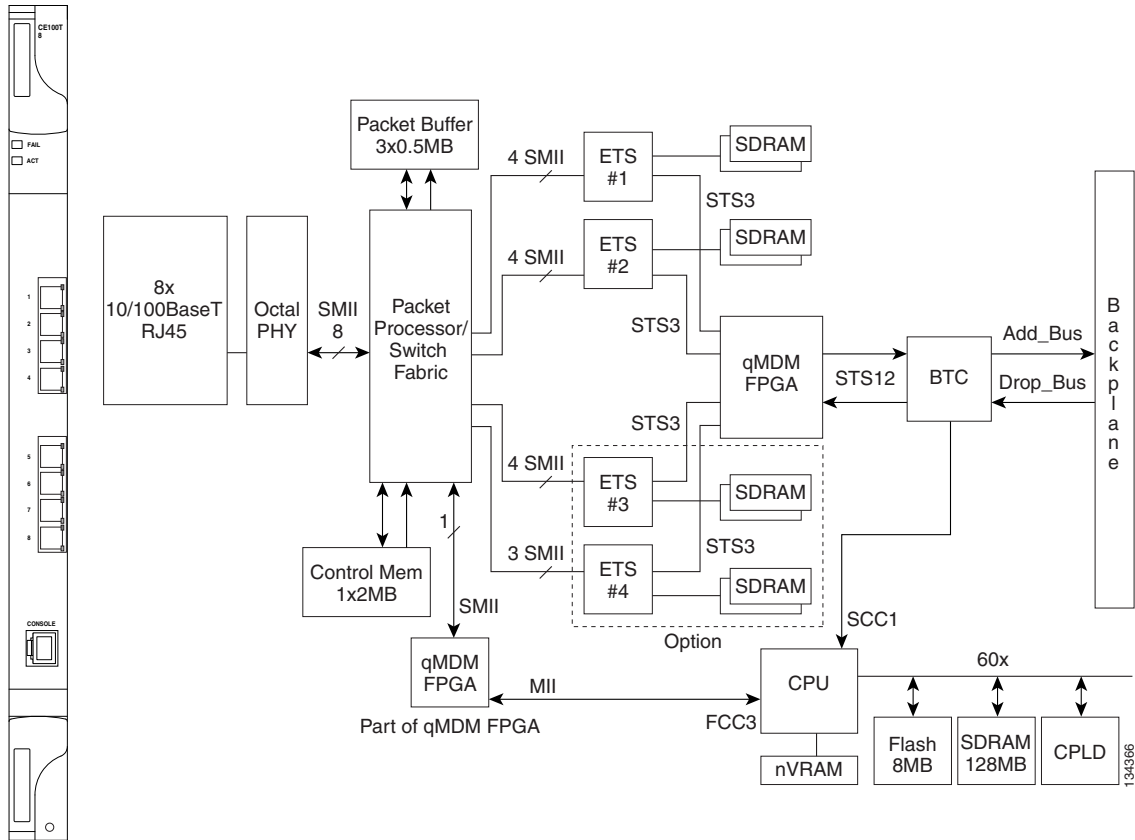 CE100T
8
FAIL
ACT
1
2
3
4
5
6
7
8
CONSOLE
8x
10/100BaseT
RJ45
Octal
PHY
SMII
8
Packet Buffer
3x0.5MB
Packet
Processor/
Switch
Fabric
Control Mem
1x2MB
4 SMII
4 SMII
4 SMII
3 SMII
1
SMII
ETS
#1
ETS
#2
ETS
#3
ETS
#4
SDRAM
SDRAM
SDRAM
SDRAM
STS3
STS3
STS3
STS3
Option
qMDM
FPGA
STS12
BTC
Add_Bus
Drop_Bus
Backplane
qMDM
FPGA
Part of qMDM FPGA
MII
SCC1
FCC3
CPU
nVRAM
60x
Flash
8MB
SDRAM
128MB
CPLD
134366